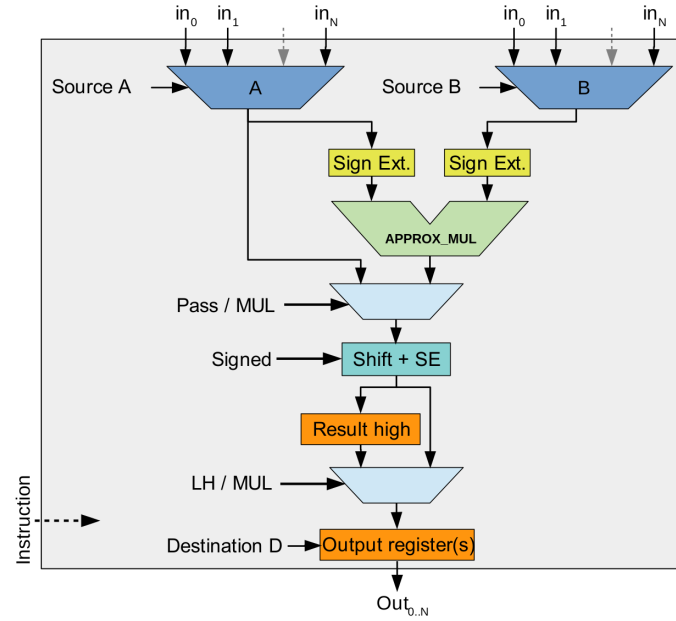 in0 in1 inN in0 in1 inN
Source A A Source B B
Sign Ext. Sign Ext.
APPROX_MUL
Pass / MUL
Signed Shift + SE
Result high
LH / MUL
Instruction
Destination D Output register(s)
Out0..N